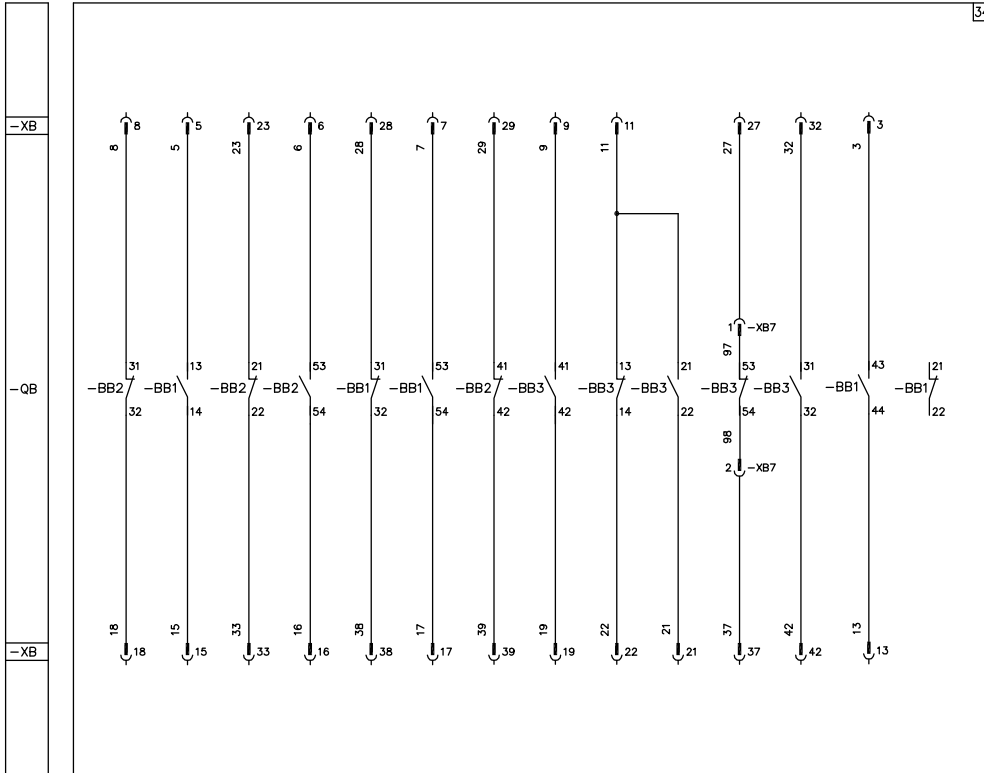 34
-XB 8 5 23 6 28 7 29 9 11 27 32 3
8 5 23 6 28 7 29 9 11 27 32 3
1 -XB7
97
31 13 21 53 31 53 41 41 13 21 53 31 43 21
-QB -BB2 -BB1 -BB2 -BB2 -BB1 -BB1 -BB2 -BB3 -BB3 -BB3 -BB3 -BB3 -BB1 -BB1
32 14 22 54 32 54 42 42 14 22 54 32 44 22
98
2 -XB7
18 15 33 16 38 17 39 19 22 21 37 42 13
-XB 18 15 33 16 38 17 39 19 22 21 37 42 13